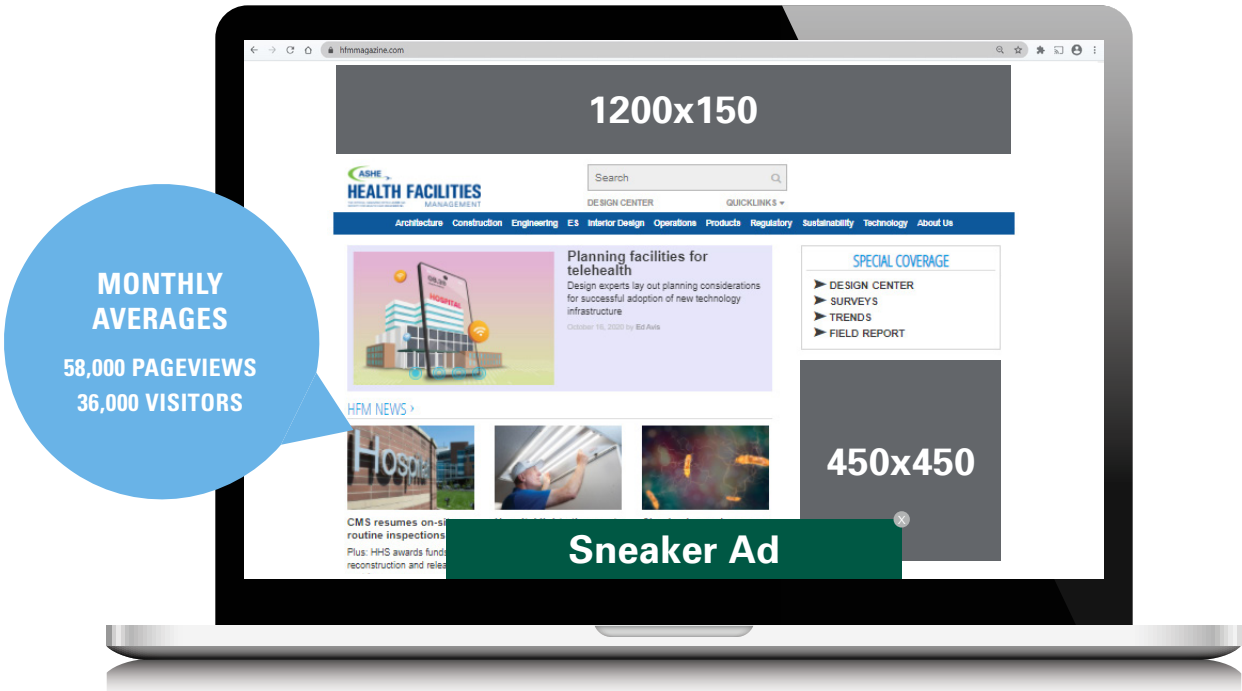 hfmmagazine.com
1200x150
ASHE
HEALTH FACILITIES
MANAGEMENT
Search
DESIGN CENTER QUICKLINKS
Architecture Construction Engineering ES Interior Design Operations Products Regulatory Sustainability Technology About Us
HOSPITAL
Planning facilities for
telehealth
Design experts lay out planning considerations
for successful adoption of new technology
infrastructure
October 16, 2020 by Ed Avis
SPECIAL COVERAGE
DESIGN CENTER
SURVEYS
TRENDS
FIELD REPORT
MONTHLY
AVERAGES
58,000 PAGEVIEWS
36,000 VISITORS
HFM NEWS ›
Hospital
450x450
CMS resumes on-si
routine inspections
Plus: HHS awards funds
reconstruction and relea
X
Sneaker Ad